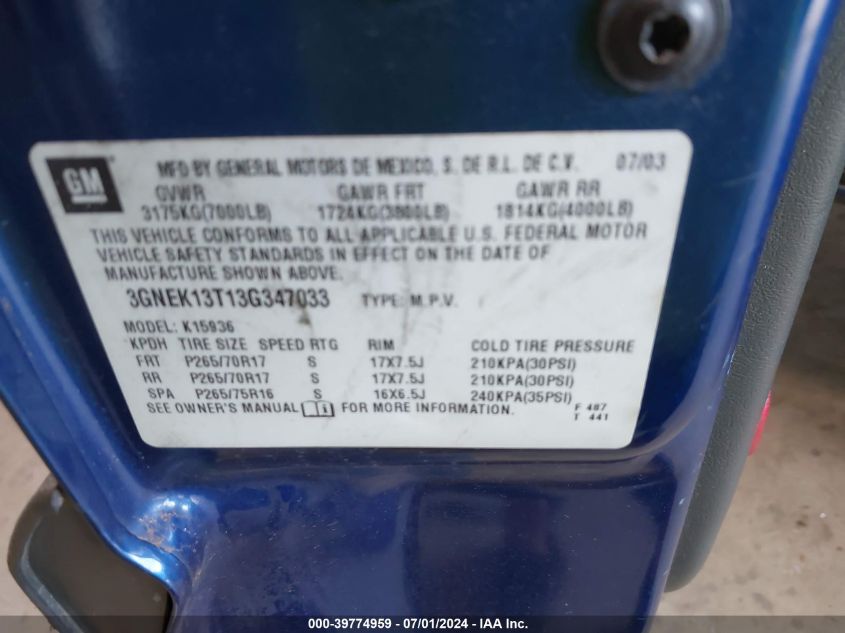 GM MFD BY GENERAL MOTORS DE MEXICO, S. DE R.L. DE C.V. 07/03
GVWR GAWR FRT GAWR RR
3175KG(7000LB) 1724KG(3800LB) 1814KG(4000LB)
THIS VEHICLE CONFORMS TO ALL APPLICABLE U.S. FEDERAL MOTOR
VEHICLE SAFETY STANDARDS IN EFFECT ON THE DATE OF
MANUFACTURE SHOWN ABOVE.
3GNEK13T13G347033 TYPE: M.P.V.
MODEL: K15936
KPDH TIRE SIZE SPEED RTG RIM COLD TIRE PRESSURE
FRT P265/70R17 S 17X7.5J 210KPA(30PSI)
RR P265/70R17 S 17X7.5J 210KPA(30PSI)
SPA P265/75R16 S 16X6.5J 240KPA(35PSI)
SEE OWNER'S MANUAL FOR MORE INFORMATION.
F 487
T 441
000-39774959 - 07/01/2024 - IAA Inc.